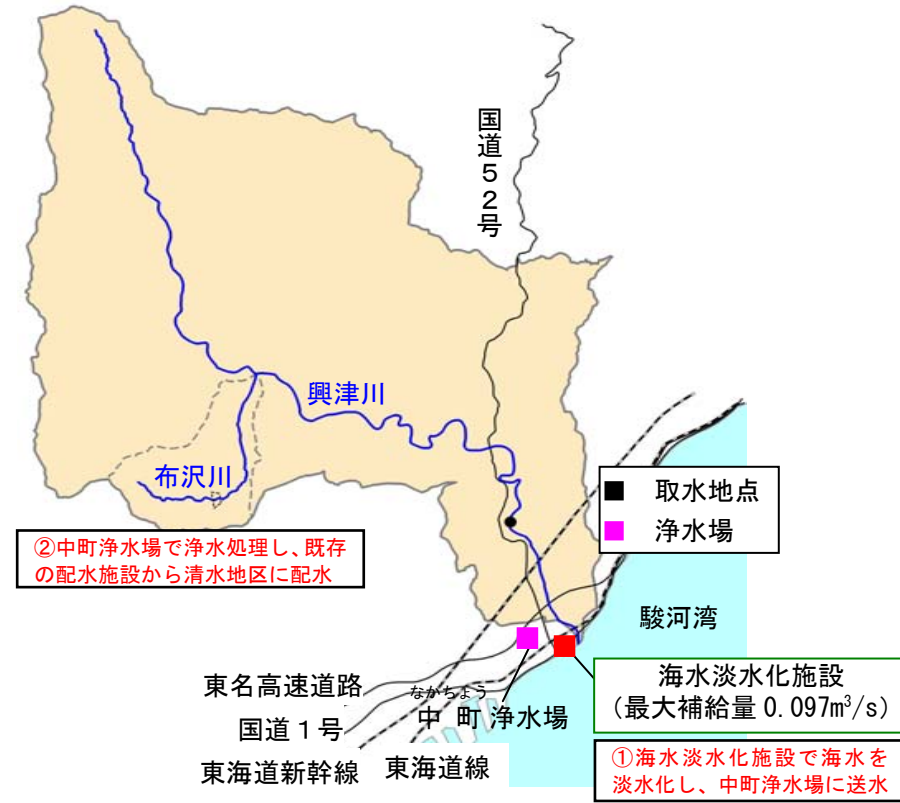 国道５２号
興津川
布沢川
■ 取水地点
■ 浄水場
②中町浄水場で浄水処理し、既存
の配水施設から清水地区に配水
駿河湾
海水淡水化施設
（最大補給量 0.097m³/s）
東名高速道路
なかちょう
中町浄水場
国道１号
東海道新幹線
東海道線
①海水淡水化施設で海水を
淡水化し、中町浄水場に送水